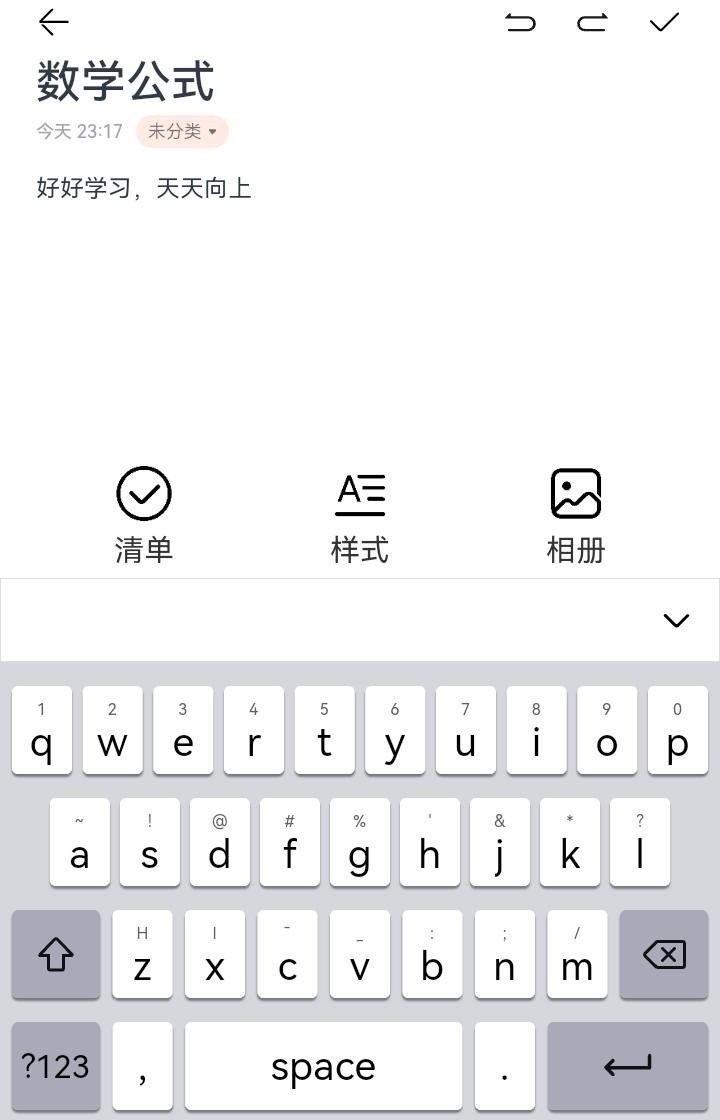 数学公式
今天 23:17 未分类
好好学习，天天向上
清单 样式 相册
1 2 3 4 5 6 7 8 9 0
q w e r t y u i o p
~ ! @ # % ' & * ?
a s d f g h j k l
H I - _ : ; /
z x c v b n m
?123 , space .